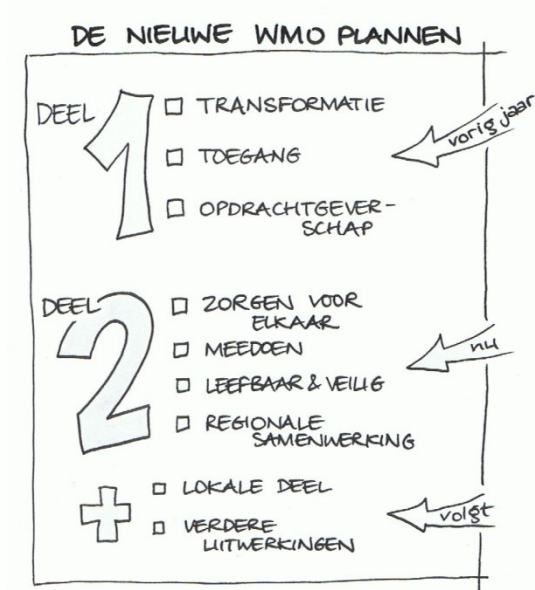 DE NIEUWE WMO PLANNEN
DEEL 1
TRANSFORMATIE
TOEGANG
OPDRACHTGEVER-
SCHAP
vorig jaar
DEEL 2
ZORGEN VOOR
ELKAAR
MEEDOEN
LEEFBAAR & VEILIG
REGIONALE
SAMENWERKING
nu
+
LOKALE DEEL
VERDERE
UITWERKINGEN
volgt